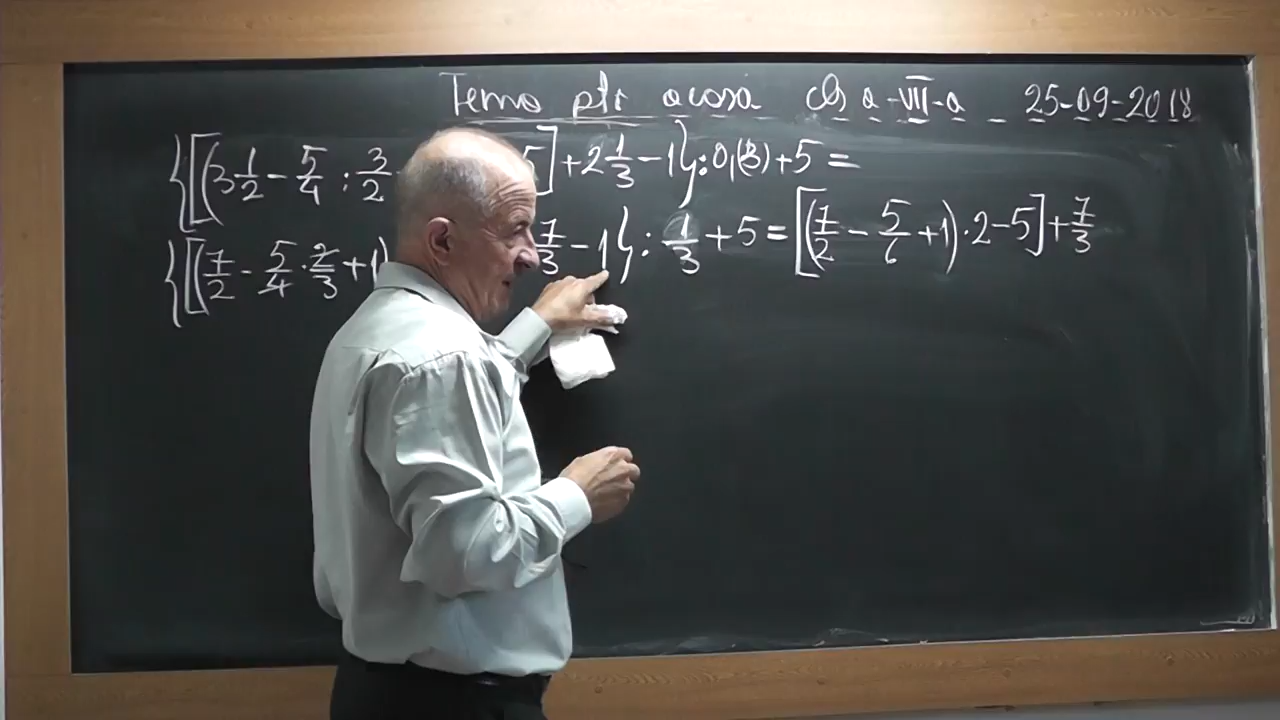 Tema ptr acasă cls a-VII-a 25-09-2018
{[(3 1/2 - 5/4 : 3/2 5] + 2 1/3 - 1} : 0,(3) + 5 =
{[(7/2 - 5/4 · 2/3 + 1) 7/3 - 1} : 1/3 + 5 = [(7/2 - 5/6 + 1) · 2 - 5] + 7/3